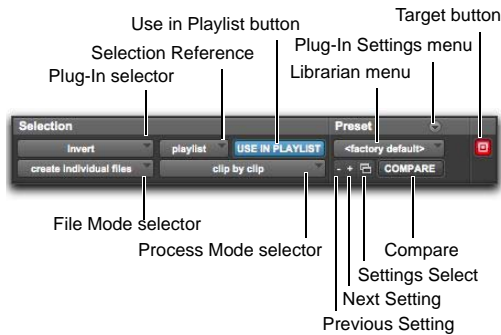 Use in Playlist button
Target button
Selection Reference
Plug-In Settings menu
Plug-In selector
Librarian menu
Selection
Preset
Invert
playlist
USE IN PLAYLIST
<factory default>
create individual files
clip by clip
- +
COMPARE
File Mode selector
Process Mode selector
Compare
Settings Select
Next Setting
Previous Setting